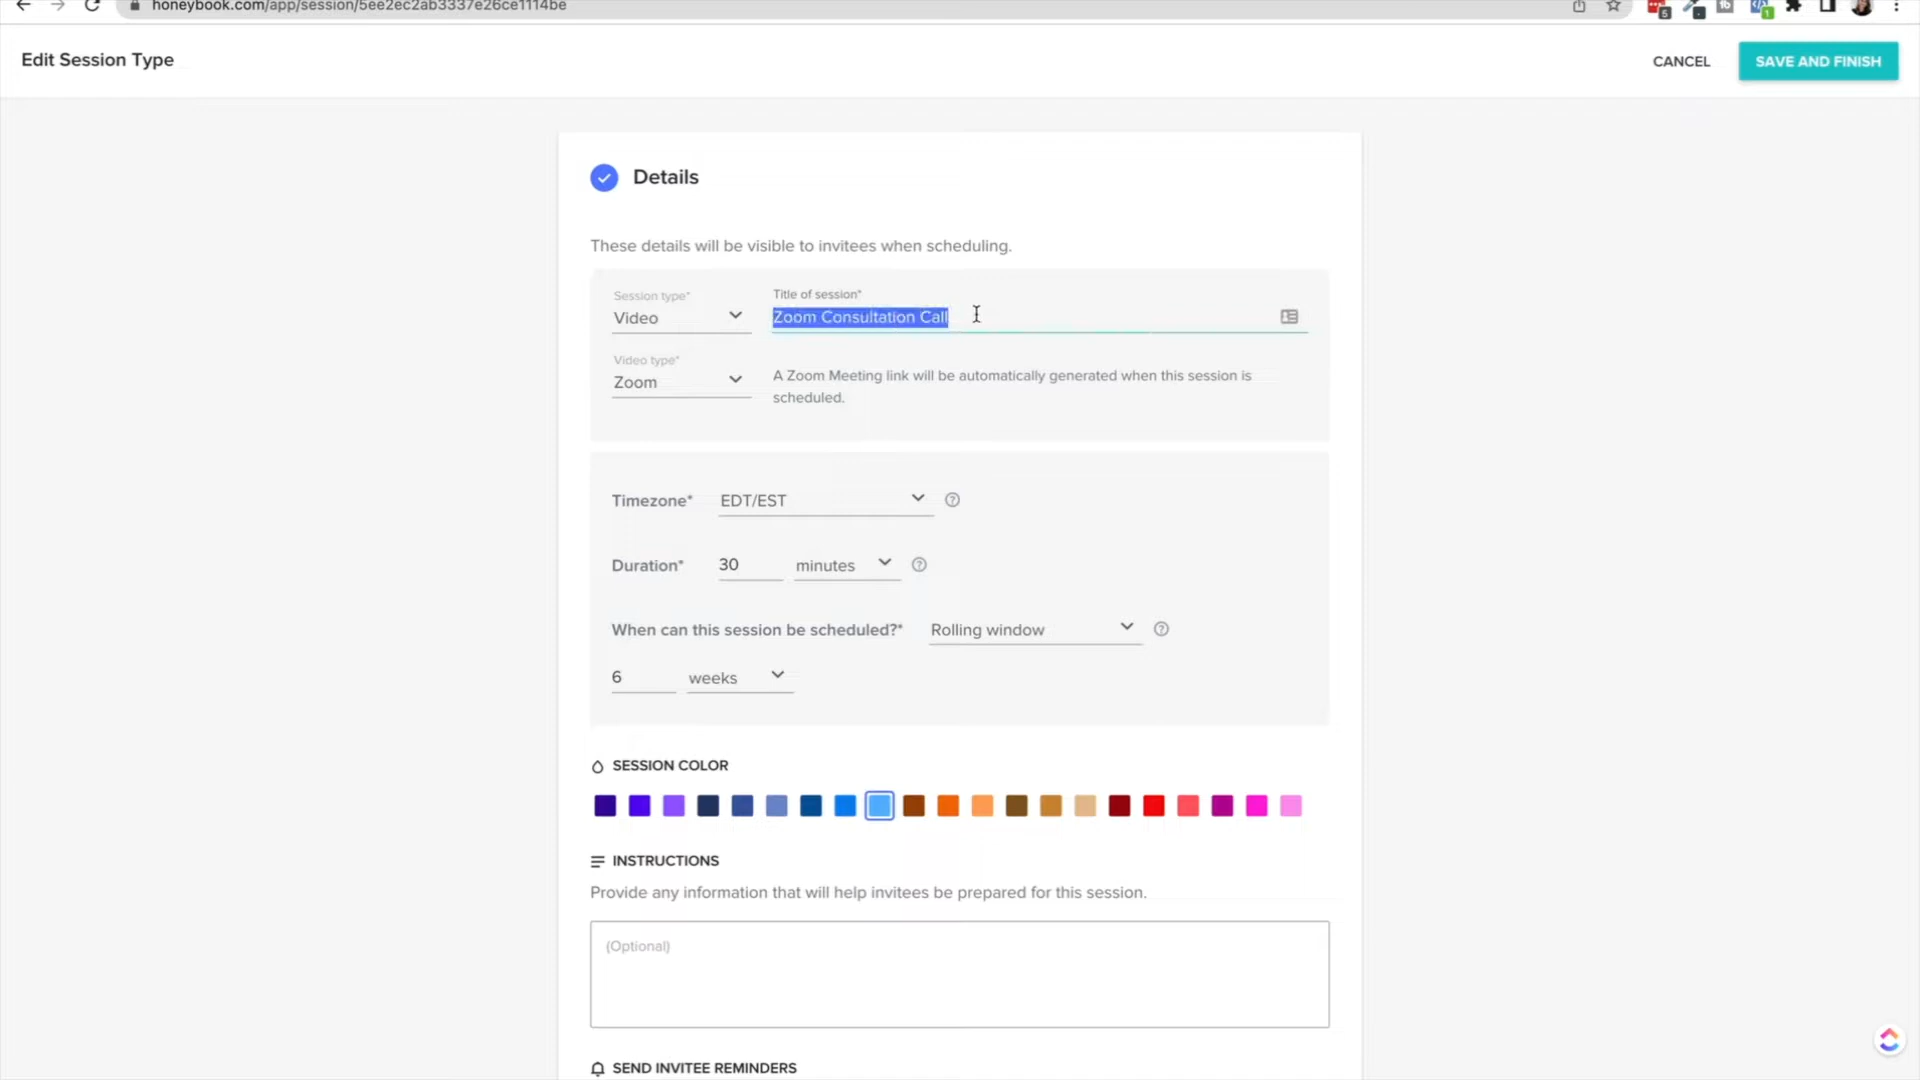 honeybook.com/app/session/5ee2ec2ab3337e26ce1114be
5
1
Edit Session Type
CANCEL
SAVE AND FINISH
Details
These details will be visible to invitees when scheduling.
Session type*
Video
Title of session*
Zoom Consultation Call
Video type*
Zoom
A Zoom Meeting link will be automatically generated when this session is
scheduled.
Timezone* EDT/EST
Duration* 30 minutes
When can this session be scheduled?* Rolling window
6 weeks
SESSION COLOR
INSTRUCTIONS
Provide any information that will help invitees be prepared for this session.
(Optional)
SEND INVITEE REMINDERS